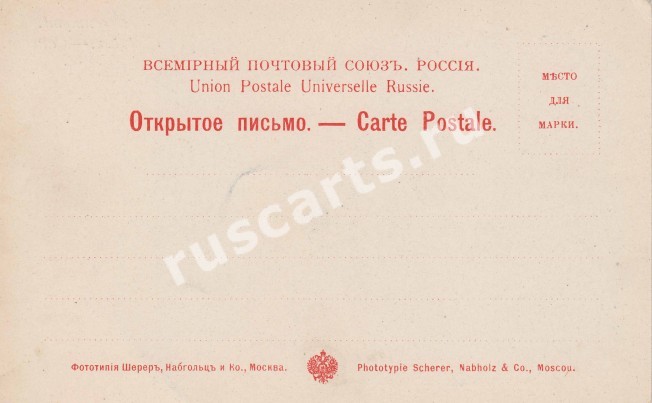 ВСЕМІРНЫЙ ПОЧТОВЫЙ СОЮЗЪ. РОССІЯ.
Union Postale Universelle Russie.
Открытое письмо. — Carte Postale.
МѢСТО
ДЛЯ
МАРКИ.
ruscarts.ru
Фототипія Шереръ, Набгольцъ и Ко., Москва.
Phototypie Scherer, Nabholz & Co., Moscou.